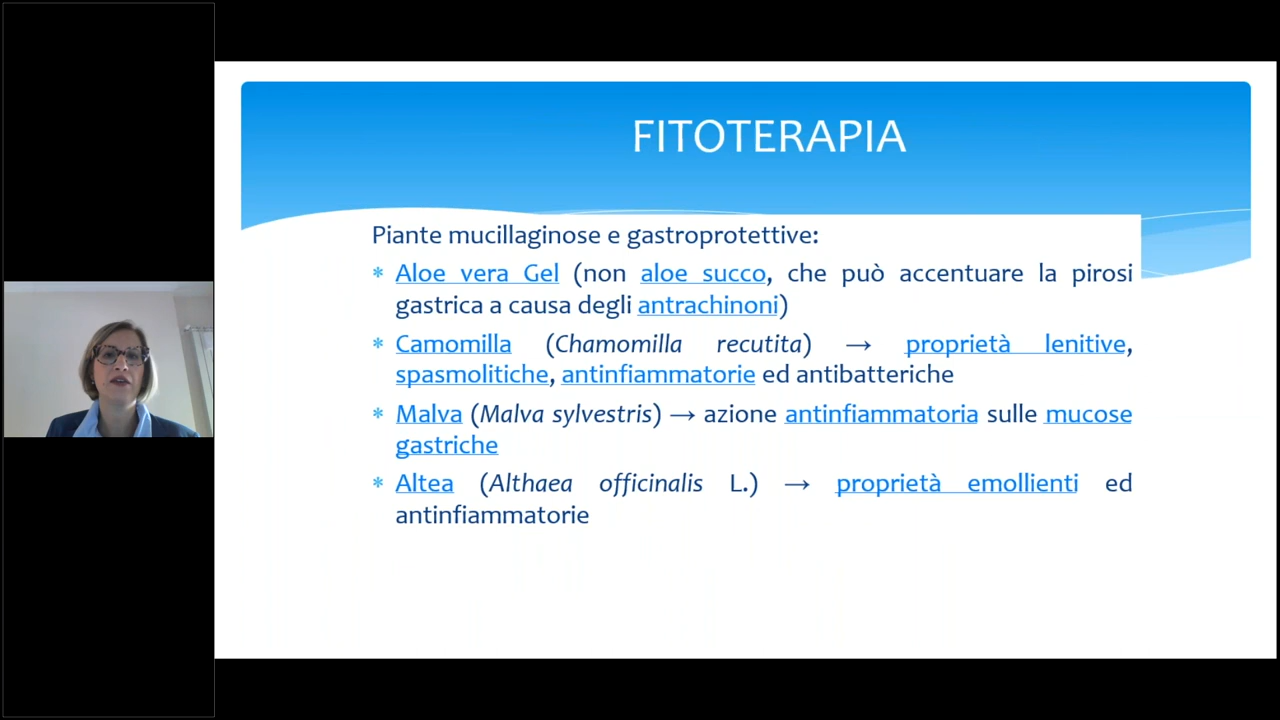 FITOTERAPIA
Piante mucillaginose e gastroprotettive:
* Aloe vera Gel (non aloe succo, che può accentuare la pirosi
gastrica a causa degli antrachinoni)
* Camomilla (Chamomilla recutita) → proprietà lenitive,
spasmolitiche, antinfiammatorie ed antibatteriche
* Malva (Malva sylvestris) → azione antinfiammatoria sulle mucose
gastriche
* Altea (Althaea officinalis L.) → proprietà emollienti ed
antinfiammatorie